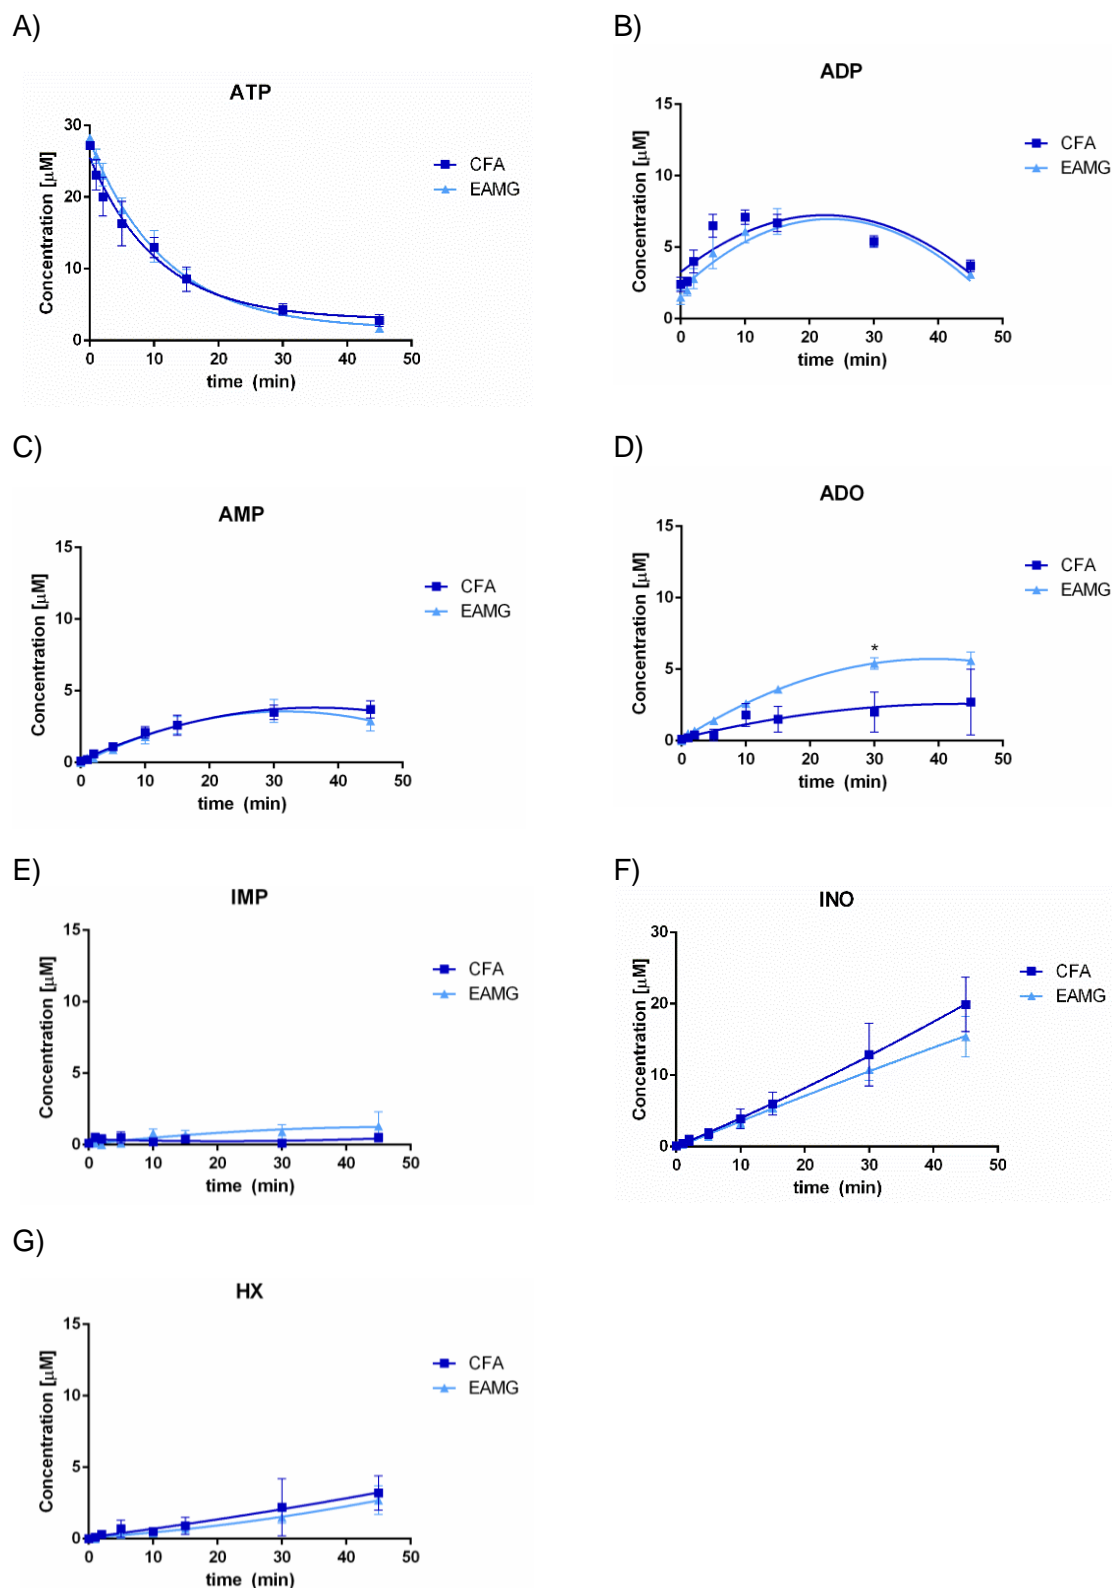 A)
ATP
Concentration [µM]
30
20
10
0
0 10 20 30 40 50
time (min)
CFA
EAMG
B)
ADP
Concentration [µM]
15
10
5
0
0 10 20 30 40 50
time (min)
CFA
EAMG
C)
AMP
Concentration [µM]
15
10
5
0
0 10 20 30 40 50
time (min)
CFA
EAMG
D)
ADO
Concentration [µM]
15
10
5
0
*
0 10 20 30 40 50
time (min)
CFA
EAMG
E)
IMP
Concentration [µM]
15
10
5
0
0 10 20 30 40 50
time (min)
CFA
EAMG
F)
INO
Concentration [µM]
30
20
10
0
0 10 20 30 40 50
time (min)
CFA
EAMG
G)
HX
Concentration [µM]
15
10
5
0
0 10 20 30 40 50
time (min)
CFA
EAMG